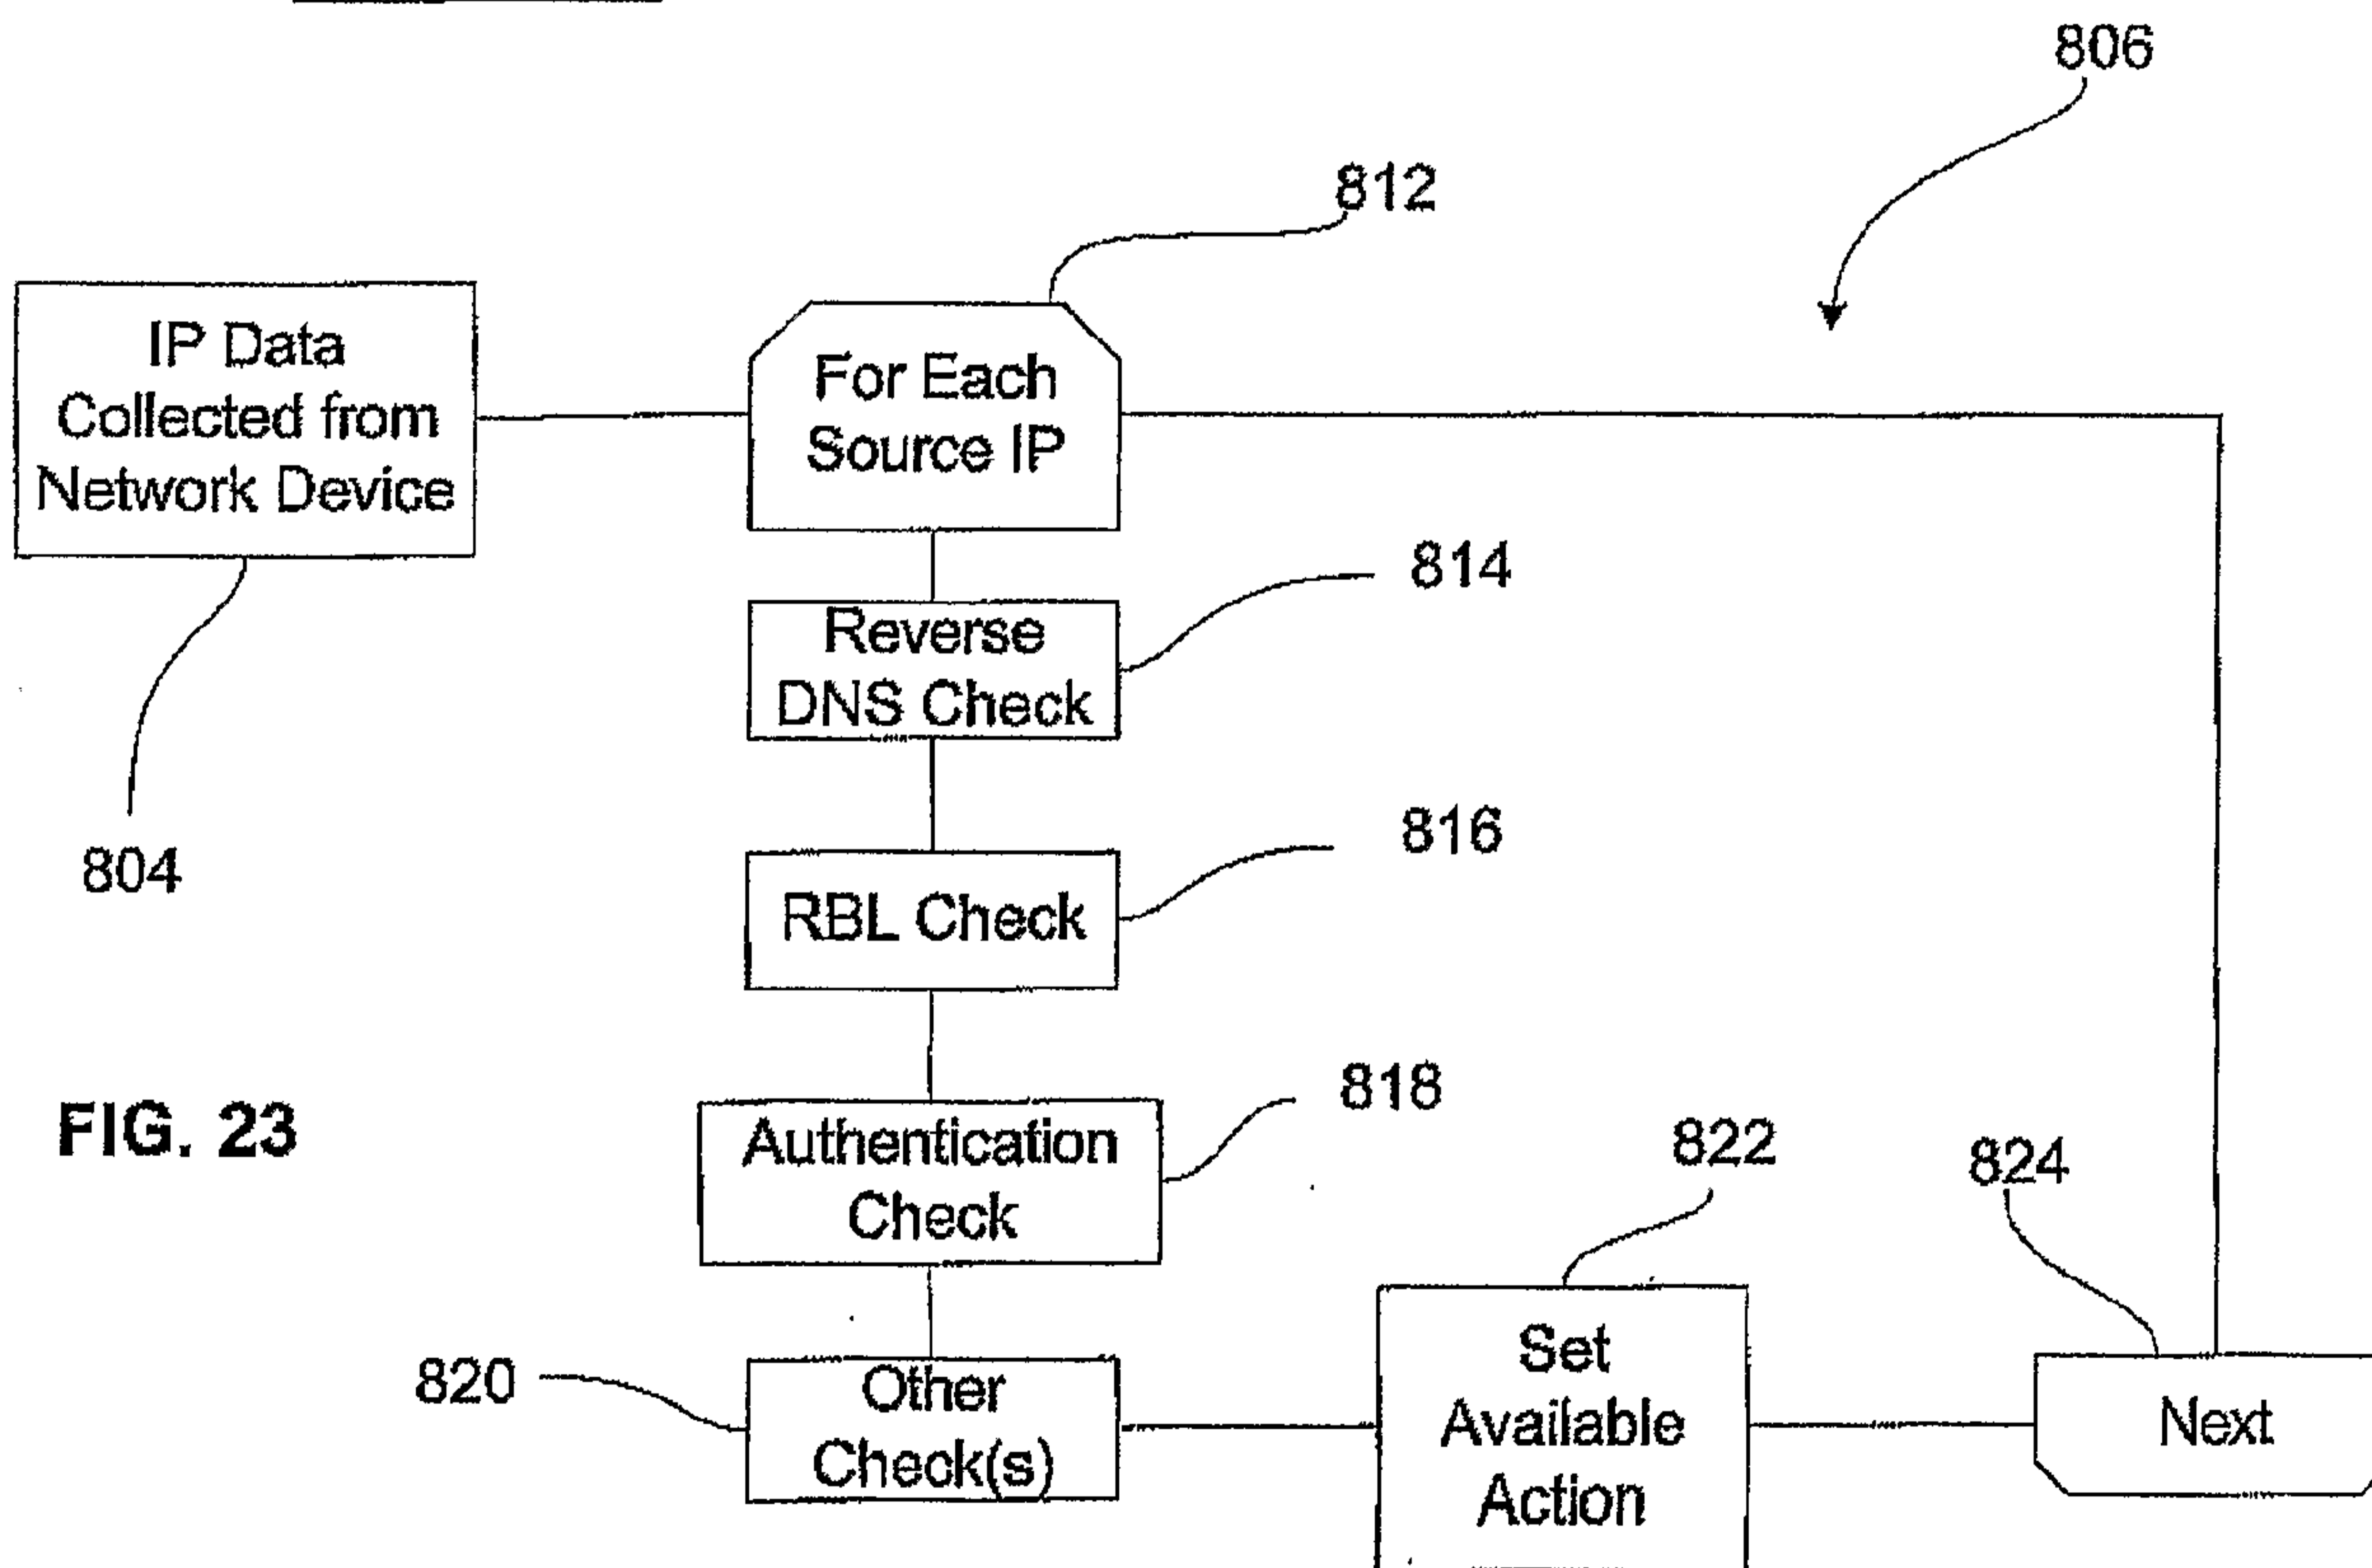 806
812
IP Data
Collected from
Network Device
For Each
Source IP
814
Reverse
DNS Check
816
804
RBL Check
818
FIG. 23
Authentication
Check
822
824
820
Other
Check(s)
Set
Available
Action
Next